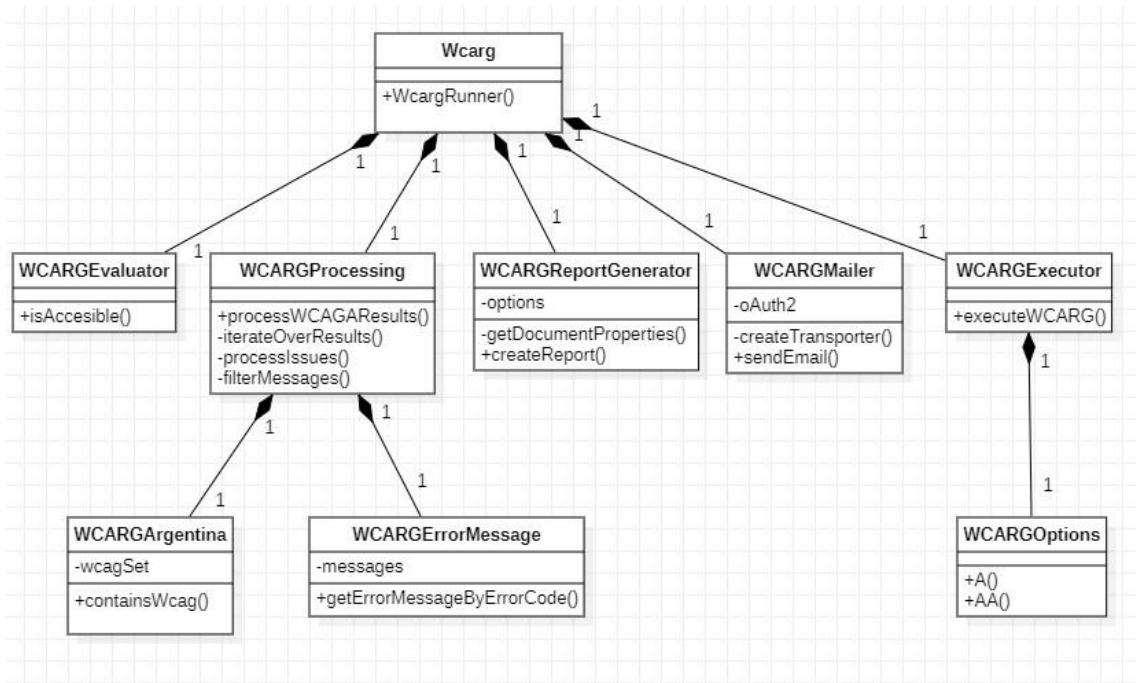 Wcarg
+WcargRunner()
1
1
1
1
1
1
1
1
1
1
WCARGEvaluator
+isAccesible()
WCARGProcessing
+processWCAGAResults()
-iterateOverResults()
-processIssues()
-filterMessages()
WCARGReportGenerator
-options
-getDocumentProperties()
+createReport()
WCARGMailer
-oAuth2
-createTransporter()
+sendEmail()
WCARGExecutor
+executeWCARG()
1
1
1
1
1
1
WCARGArgentina
-wcagSet
+containsWcag()
WCARGErrorMessage
-messages
+getErrorMessageByErrorCode()
WCARGOptions
+A()
+AA()